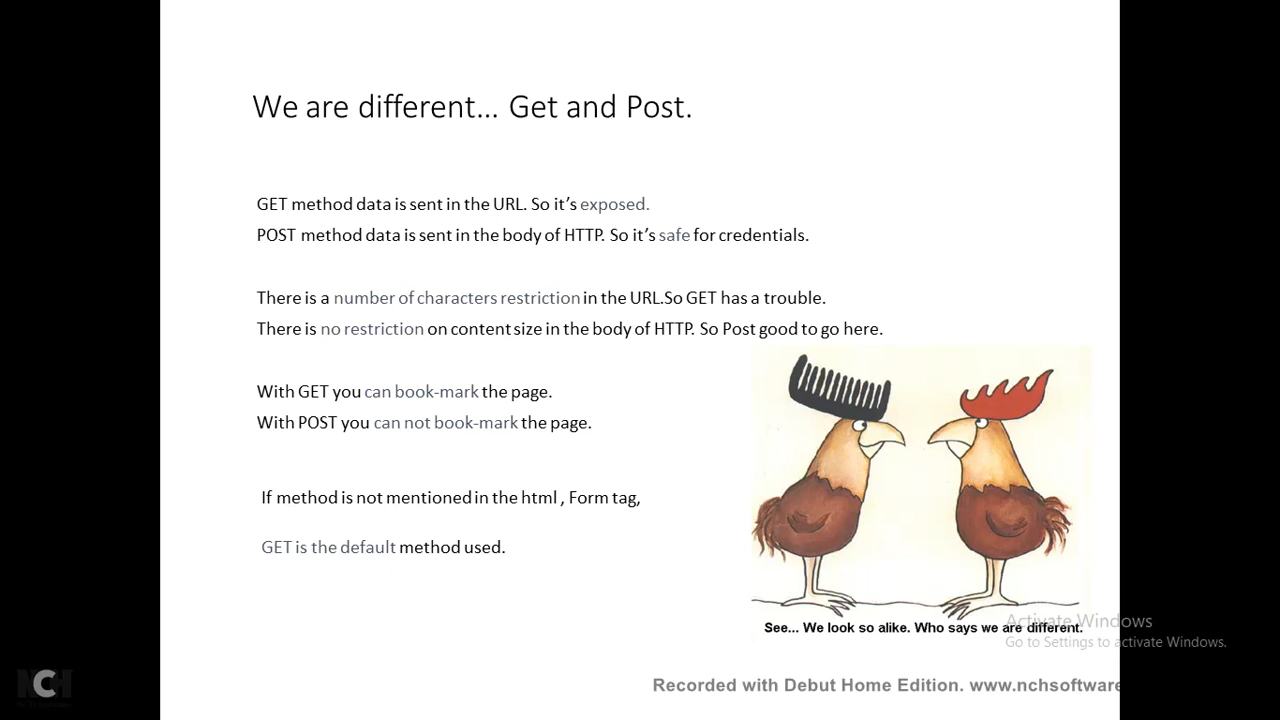 We are different... Get and Post.
GET method data is sent in the URL. So it's exposed.
POST method data is sent in the body of HTTP. So it's safe for credentials.
There is a number of characters restriction in the URL.So GET has a trouble.
There is no restriction on content size in the body of HTTP. So Post good to go here.
With GET you can book-mark the page.
With POST you can not book-mark the page.
If method is not mentioned in the html , Form tag,
GET is the default method used.
See... We look so alike. Who says we are different.
Activate Windows
Go to Settings to activate Windows.
NCH
Recorded with Debut Home Edition. www.nchsoftware